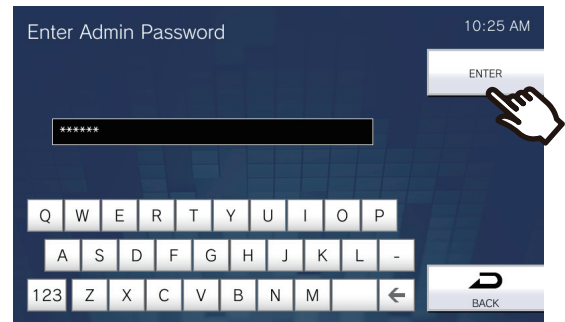 Enter Admin Password
10:25 AM
ENTER
******
Q W E R T Y U I O P
A S D F G H J K L -
123 Z X C V B N M ←
BACK